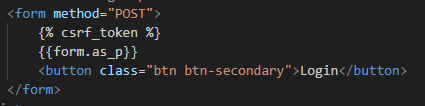 <form method="POST">
{% csrf_token %}
{{form.as_p}}
<button class="btn btn-secondary">Login</button>
</form>